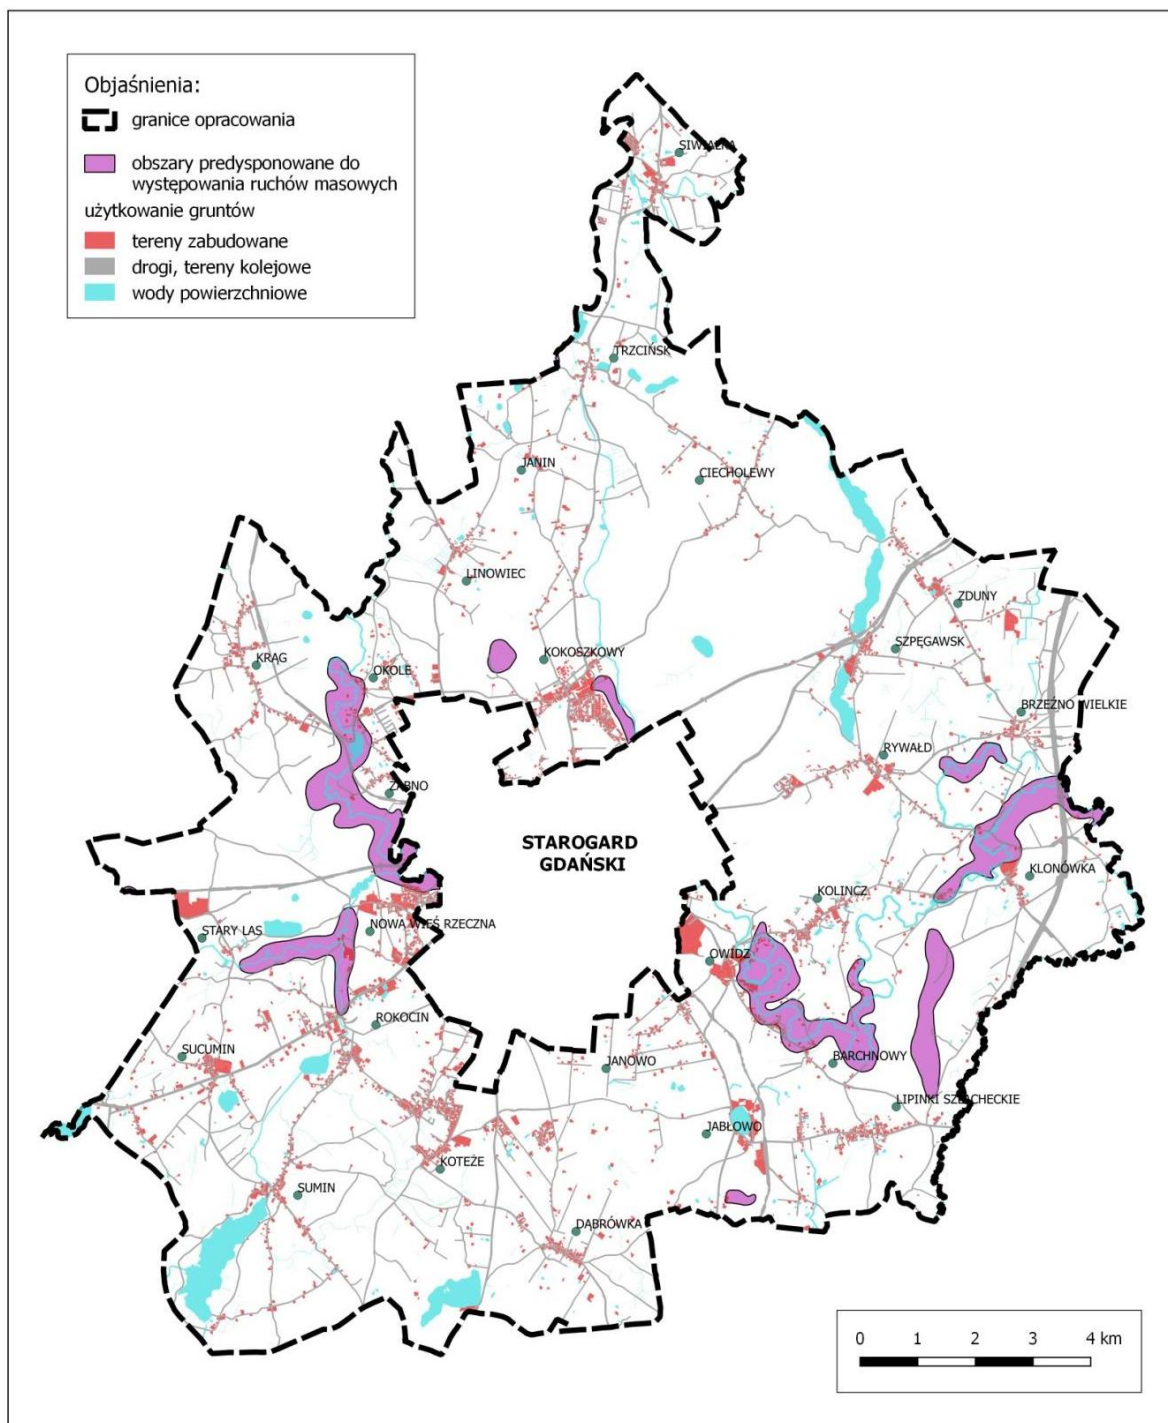 Objaśnienia:
granice opracowania
obszary predysponowane do
występowania ruchów masowych
użytkowanie gruntów
tereny zabudowane
drogi, tereny kolejowe
wody powierzchniowe
SIWIAŁKA
TRZCIŃSK
JANIN
CIECHOLEWY
LINOWIEC
ZDUNY
SZPĘGAWSK
KOKOSZKOWY
KRĄG
OKOLE
BRZEŹNO WIELKIE
RYWAŁD
ŻABNO
STAROGARD
GDAŃSKI
KLONÓWKA
KOLINCZ
NOWA WIEŚ RZECZNA
STARY LAS
OWIDZ
ROKOCIN
SUCUMIN
JANOWO
BARCHNOWY
LIPINKI SZLACHECKIE
JABŁOWO
KOTEŻE
SUMIN
DĄBRÓWKA
0 1 2 3 4 km